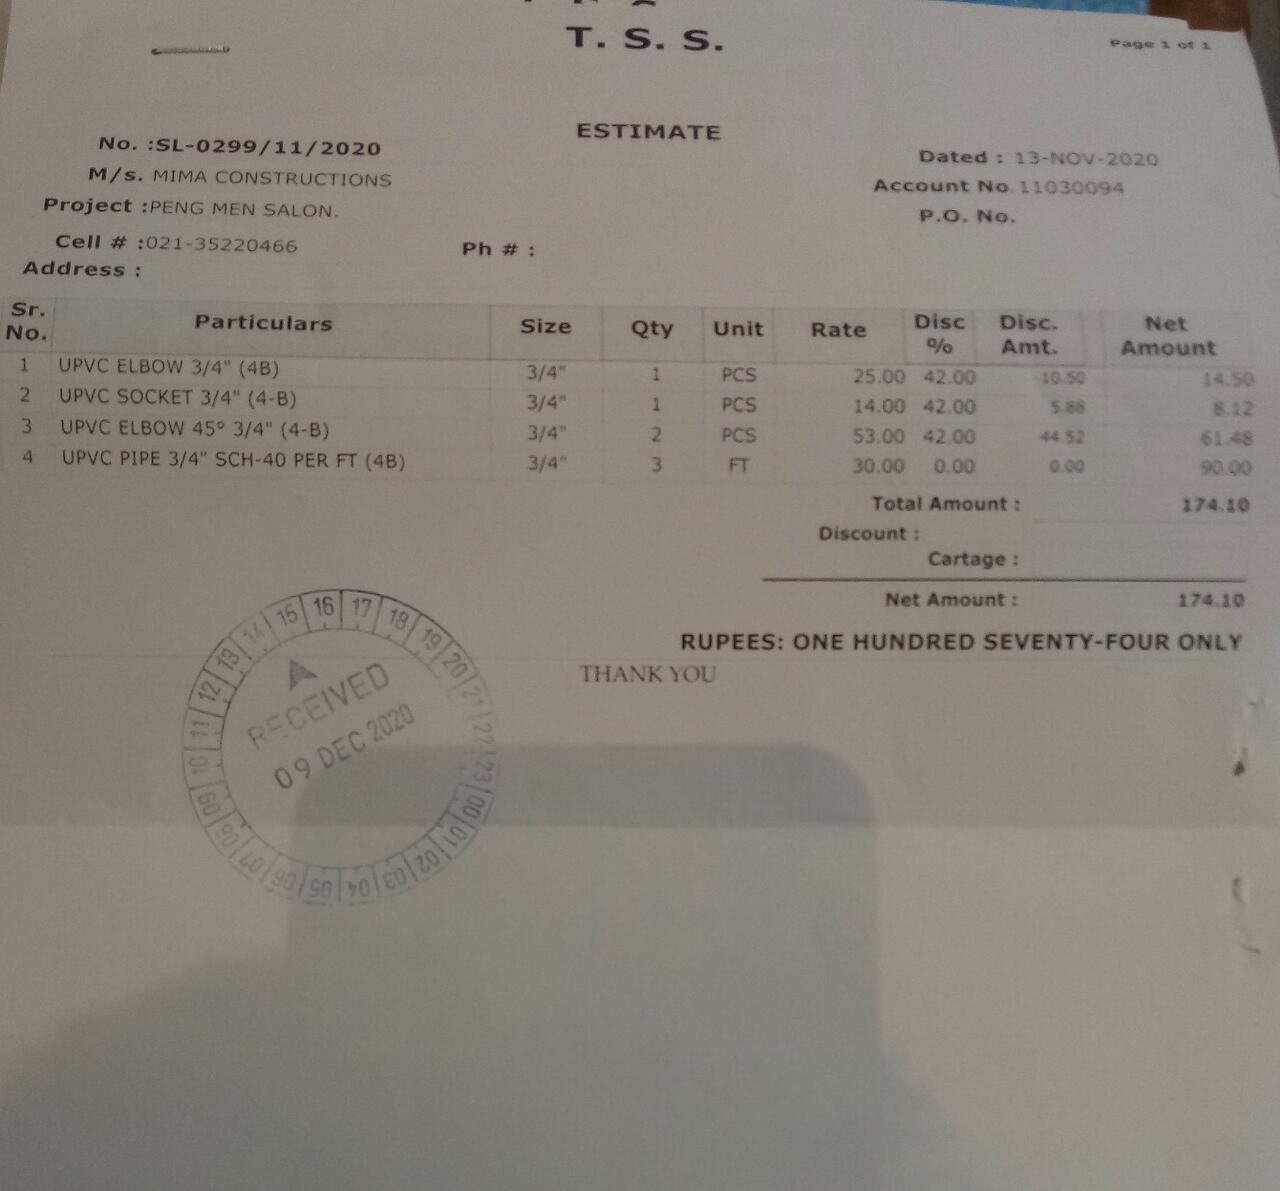 T. S. S.
Page 1 of 1
ESTIMATE
No. :SL-0299/11/2020
Dated : 13-NOV-2020
M/s. MIMA CONSTRUCTIONS
Account No.11030094
Project :PENG MEN SALON.
P.O. No.
Cell # :021-35220466 Ph # :
Address :
Sr. No. Particulars Size Qty Unit Rate Disc % Disc. Amt. Net Amount
1 UPVC ELBOW 3/4" (4B) 3/4" 1 PCS 25.00 42.00 10.50 14.50
2 UPVC SOCKET 3/4" (4-B) 3/4" 1 PCS 14.00 42.00 5.88 8.12
3 UPVC ELBOW 45° 3/4" (4-B) 3/4" 2 PCS 53.00 42.00 44.52 61.48
4 UPVC PIPE 3/4" SCH-40 PER FT (4B) 3/4" 3 FT 30.00 0.00 0.00 90.00
Total Amount : 174.10
Discount :
Cartage :
Net Amount : 174.10
RUPEES: ONE HUNDRED SEVENTY-FOUR ONLY
THANK YOU
RECEIVED
09 DEC 2020
00 01 02 03 04 05 06 07 08 09 10 11 12 13 14 15 16 17 18 19 20 21 22 23